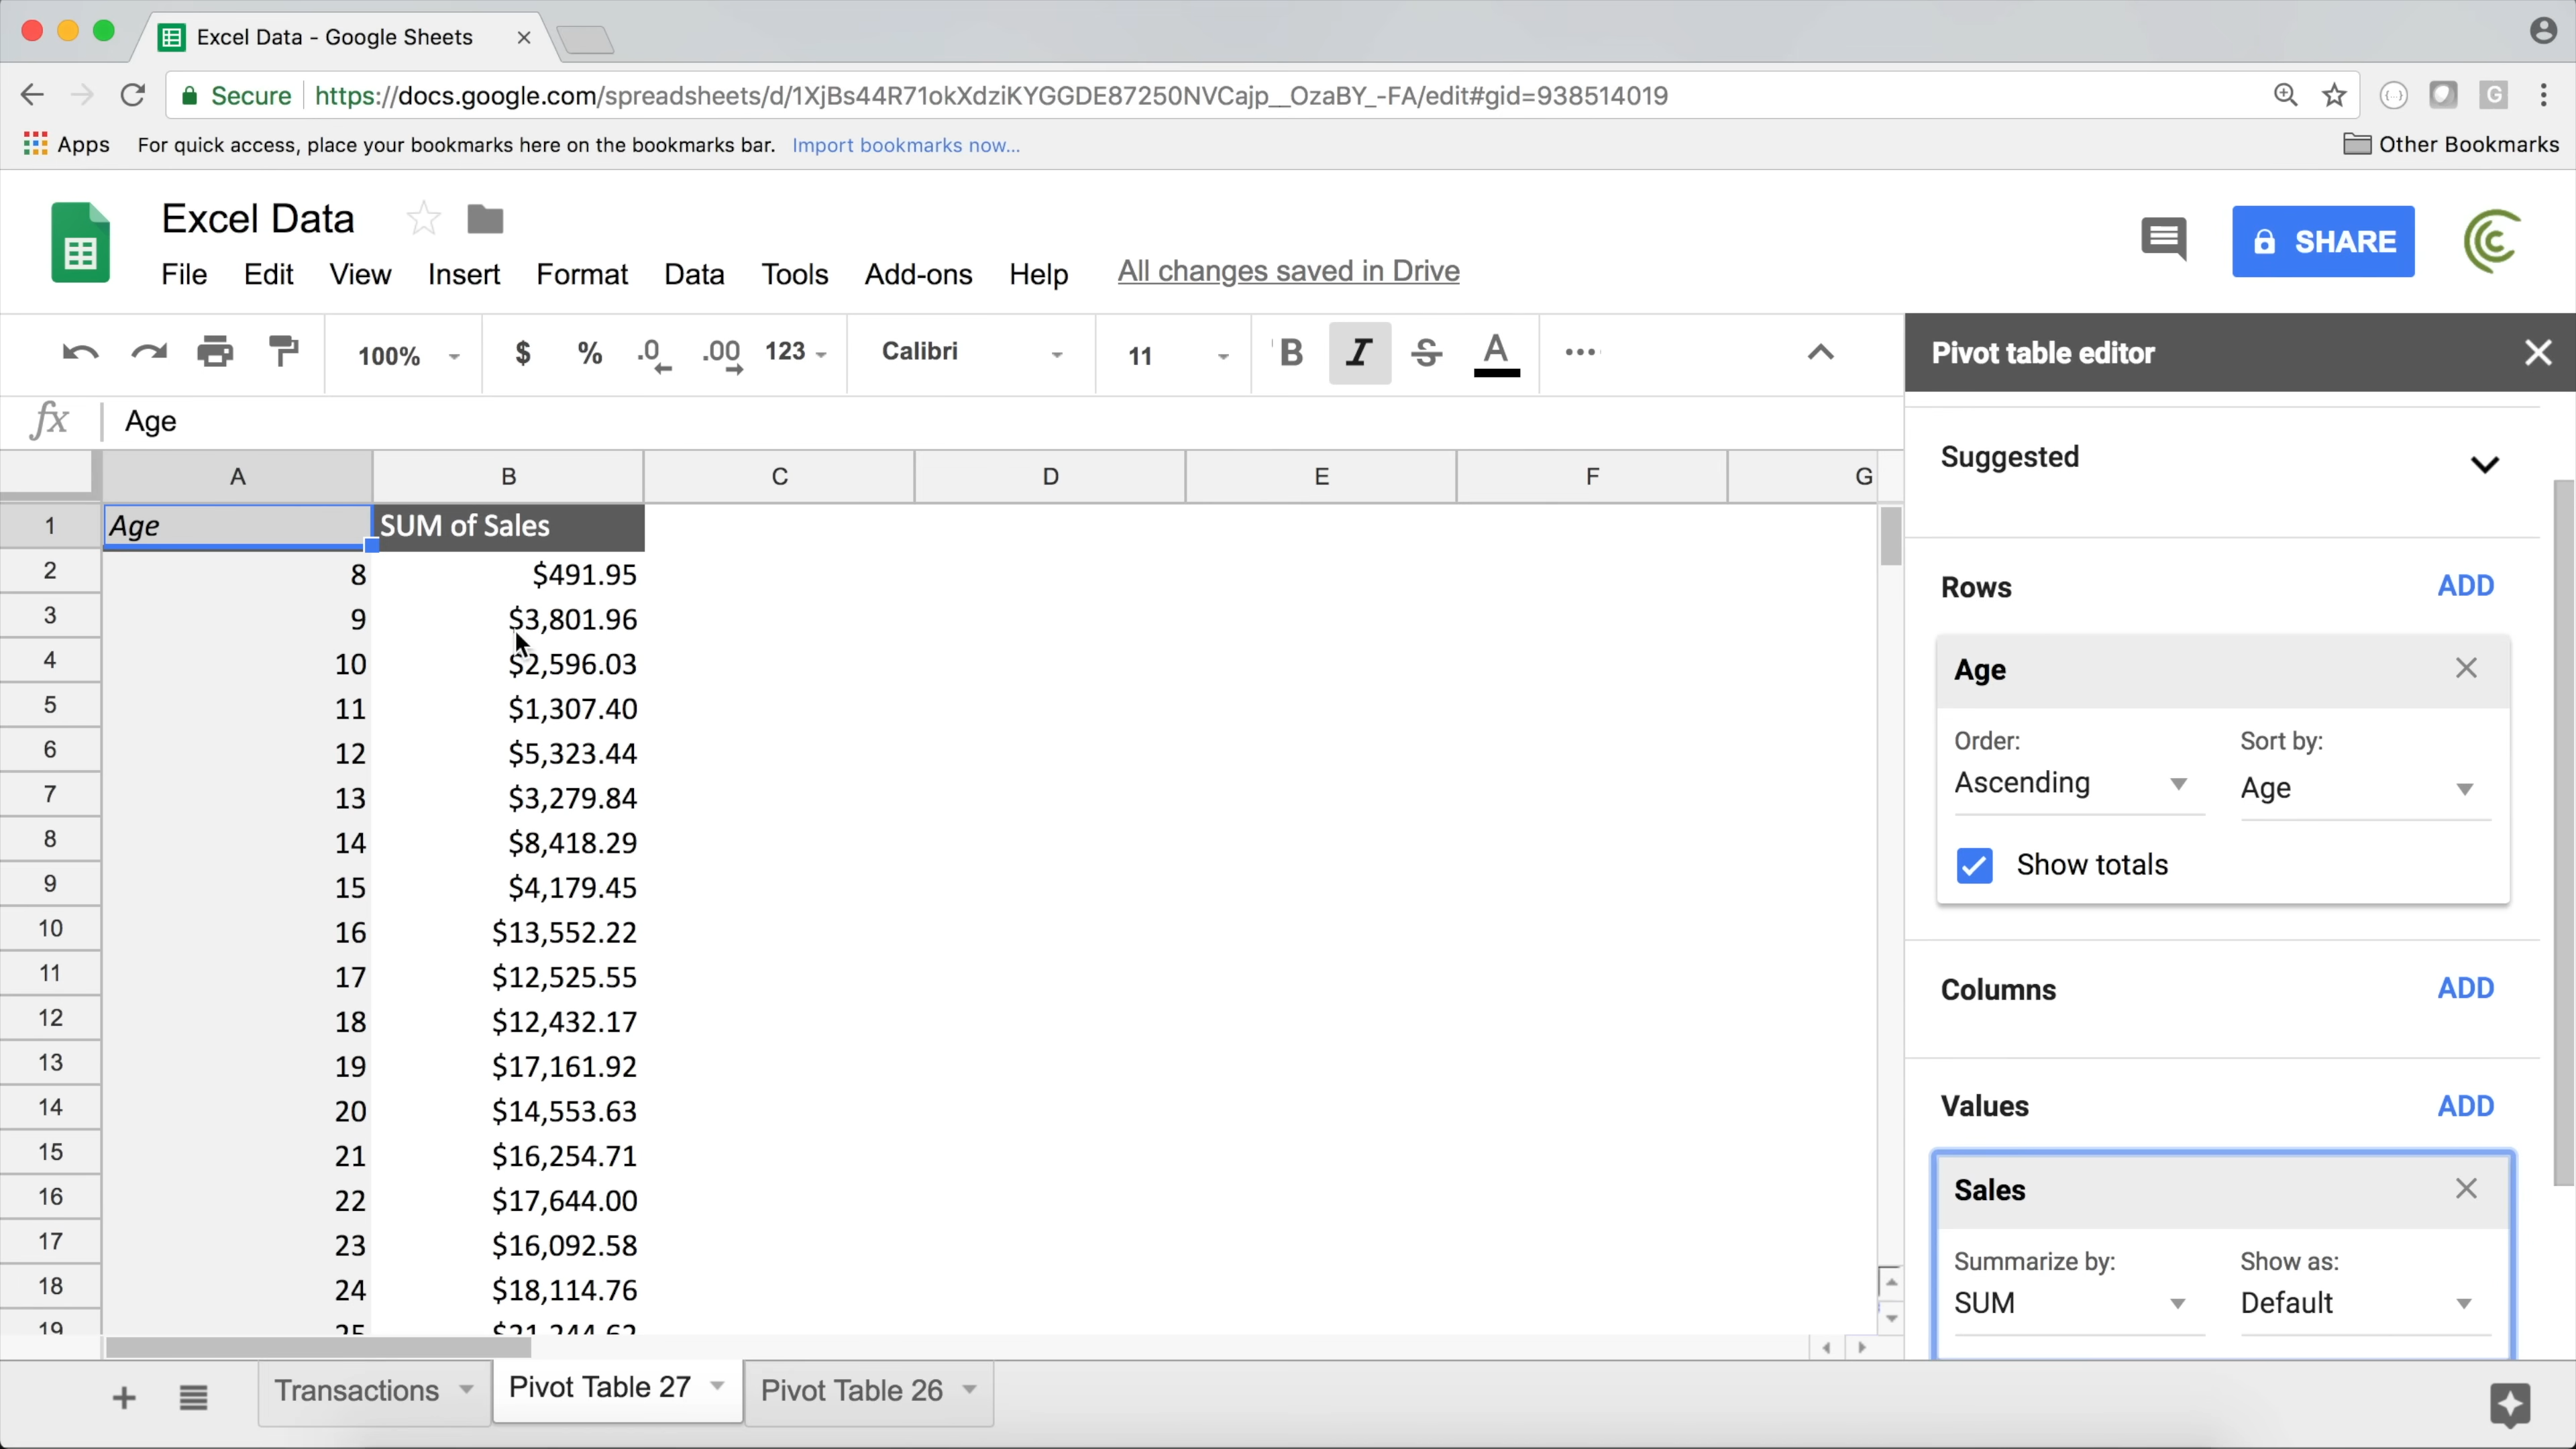 Excel Data - Google Sheets
Secure https://docs.google.com/spreadsheets/d/1XjBs44R71okXdziKYGGDE87250NVCajp__OzaBY_-FA/edit#gid=938514019
G
Apps For quick access, place your bookmarks here on the bookmarks bar. Import bookmarks now... Other Bookmarks
Excel Data
SHARE
File Edit View Insert Format Data Tools Add-ons Help All changes saved in Drive
100% $ % .0 .00 123 Calibri 11 B I S A
Pivot table editor
fx Age
A B C D E F G
1 Age SUM of Sales
2 8 $491.95
3 9 $3,801.96
4 10 $2,596.03
5 11 $1,307.40
6 12 $5,323.44
7 13 $3,279.84
8 14 $8,418.29
9 15 $4,179.45
10 16 $13,552.22
11 17 $12,525.55
12 18 $12,432.17
13 19 $17,161.92
14 20 $14,553.63
15 21 $16,254.71
16 22 $17,644.00
17 23 $16,092.58
18 24 $18,114.76
19 25 $21,244.62
Suggested
Rows ADD
Age
Order: Sort by:
Ascending Age
Show totals
Columns ADD
Values ADD
Sales
Summarize by: Show as:
SUM Default
Transactions Pivot Table 27 Pivot Table 26